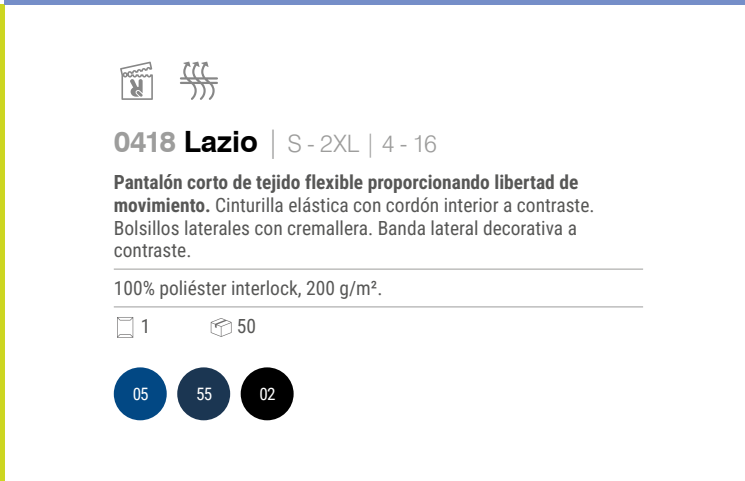 0418 Lazio | S - 2XL | 4 - 16
Pantalón corto de tejido flexible proporcionando libertad de
movimiento. Cinturilla elástica con cordón interior a contraste.
Bolsillos laterales con cremallera. Banda lateral decorativa a
contraste.
100% poliéster interlock, 200 g/m².
1 50
05 55 02